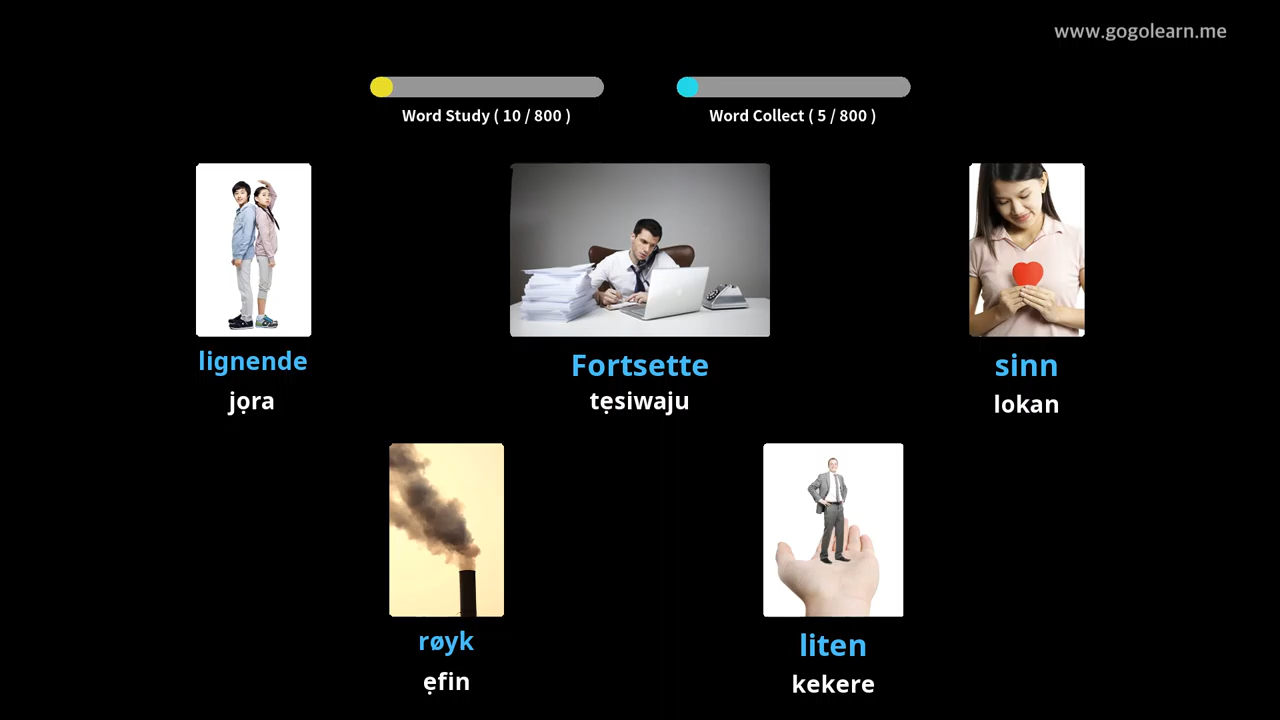 www.gogolearn.me
Word Study ( 10 / 800 )
Word Collect ( 5 / 800 )
lignende
jọra
Fortsette
tẹsiwaju
sinn
lokan
røyk
ẹfin
liten
kekere